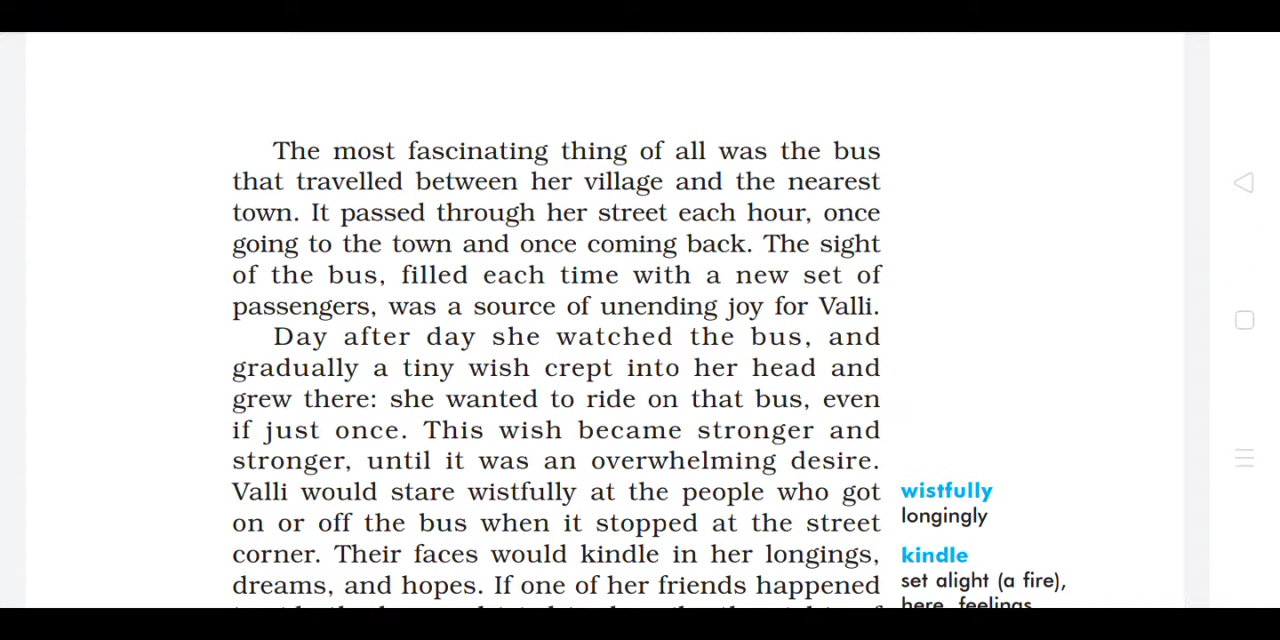 The most fascinating thing of all was the bus
that travelled between her village and the nearest
town. It passed through her street each hour, once
going to the town and once coming back. The sight
of the bus, filled each time with a new set of
passengers, was a source of unending joy for Valli.
Day after day she watched the bus, and
gradually a tiny wish crept into her head and
grew there: she wanted to ride on that bus, even
if just once. This wish became stronger and
stronger, until it was an overwhelming desire.
Valli would stare wistfully at the people who got
on or off the bus when it stopped at the street
corner. Their faces would kindle in her longings,
dreams, and hopes. If one of her friends happened
wistfully
longingly
kindle
set alight (a fire),
here, feelings